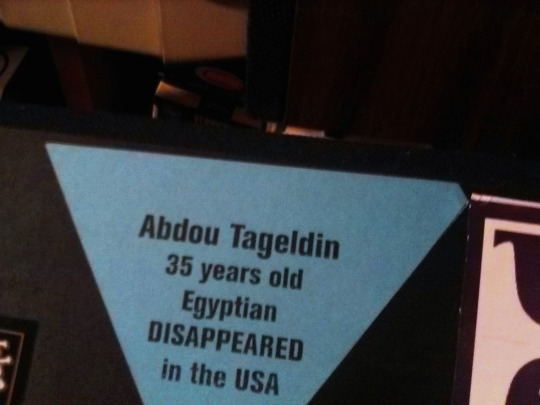 Abdou Tageldin
35 years old
Egyptian
DISAPPEARED
in the USA